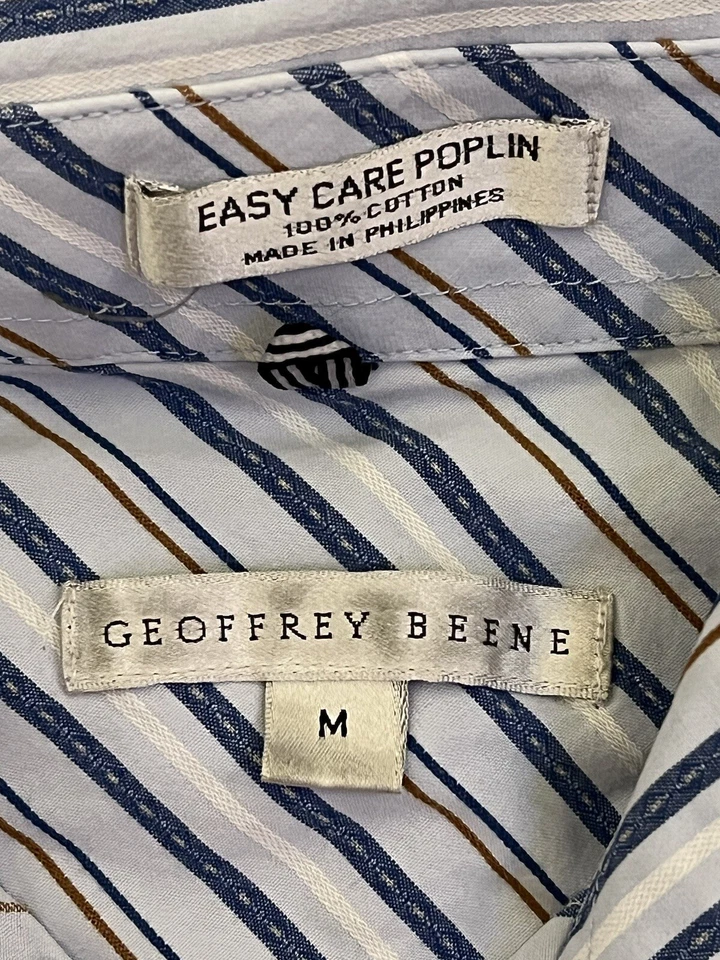 EASY CARE POPLIN
100% COTTON
MADE IN PHILIPPINES
GEOFFREY BEENE
M